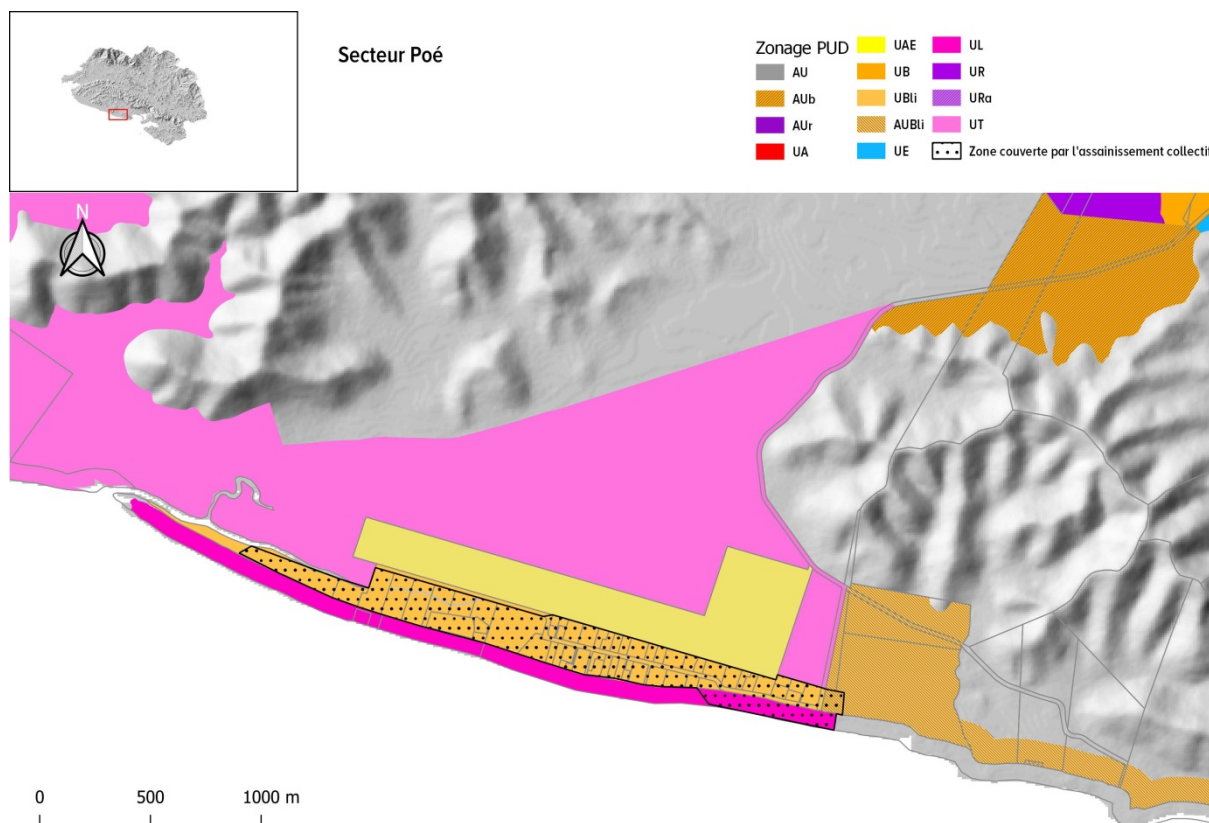 Secteur Poé
Zonage PUD
AU
AUb
AUr
UA
UAE
UB
UBli
AUBli
UE
UL
UR
URa
UT
Zone couverte par l'assainissement collectif
N
0 500 1000 m